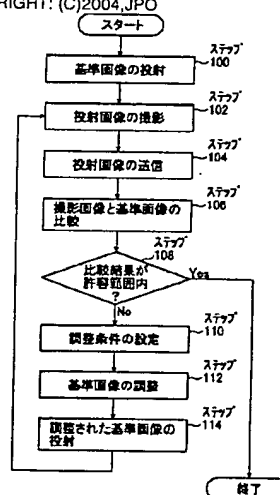 RIGHT: (C)2004,JPO
スタート
ステップ
基準画像の投射
100
ステップ
投射画像の撮影
102
ステップ
投射画像の送信
104
ステップ
撮影画像と基準画像の
比較
106
ステップ
108
比較結果が
許容範囲内
?
Yes
No
ステップ
調整条件の設定
110
ステップ
基準画像の調整
112
ステップ
調整された基準画像の
投射
114
終了